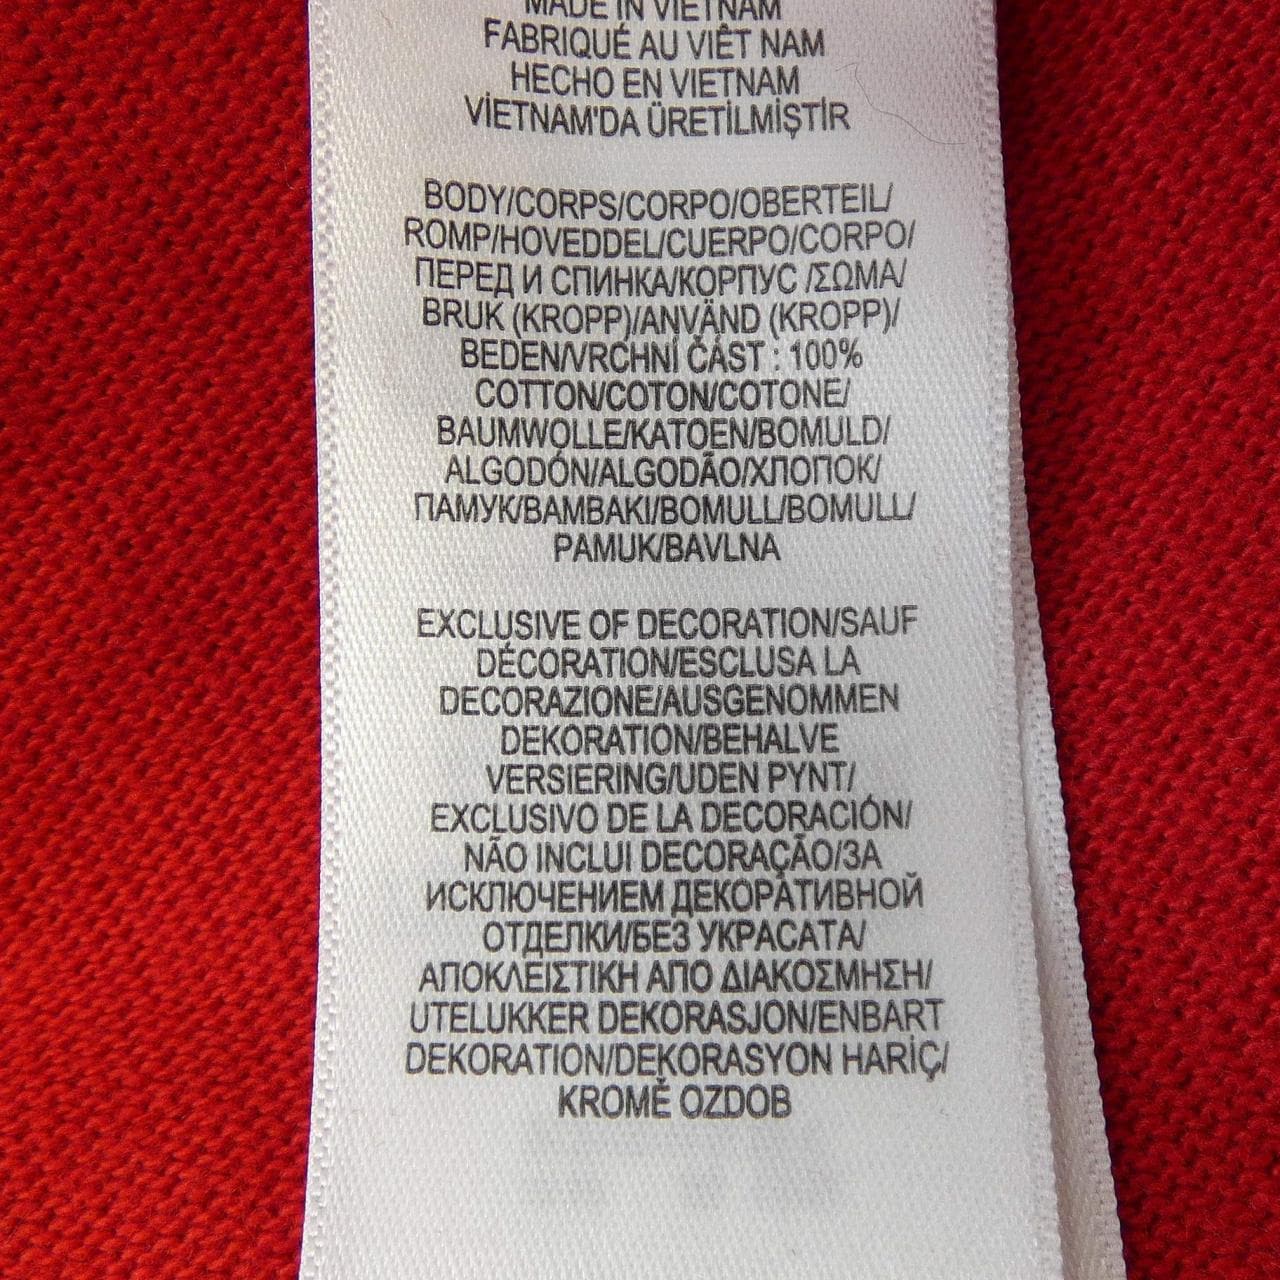 MADE IN VIETNAM
FABRIQUÉ AU VIÊT NAM
HECHO EN VIETNAM
VİETNAM'DA ÜRETİLMİŞTİR
BODY/CORPS/CORPO/OBERTEIL/
ROMP/HOVEDDEL/CUERPO/CORPO/
ПЕРЕД И СПИНКА/КОРПУС /ΣΩΜΑ/
BRUK (KROPP)/ANVÄND (KROPP)/
BEDEN/VRCHNÍ ČÁST : 100%
COTTON/COTON/COTONE/
BAUMWOLLE/KATOEN/BOMULD/
ALGODÓN/ALGODÃO/ХЛОПОК/
ПАМУК/ΒΑΜΒΑΚΙ/BOMULL/BOMULL/
PAMUK/BAVLNA
EXCLUSIVE OF DECORATION/SAUF
DÉCORATION/ESCLUSA LA
DECORAZIONE/AUSGENOMMEN
DEKORATION/BEHALVE
VERSIERING/UDEN PYNT/
EXCLUSIVO DE LA DECORACIÓN/
NÃO INCLUI DECORAÇÃO/ЗА
ИСКЛЮЧЕНИЕМ ДЕКОРАТИВНОЙ
ОТДЕЛКИ/БЕЗ УКРАСАТА/
ΑΠΟΚΛΕΙΣΤΙΚΗ ΑΠΟ ΔΙΑΚΟΣΜΗΣΗ/
UTELUKKER DEKORASJON/ENBART
DEKORATION/DEKORASYON HARİÇ/
KROMĚ OZDOB